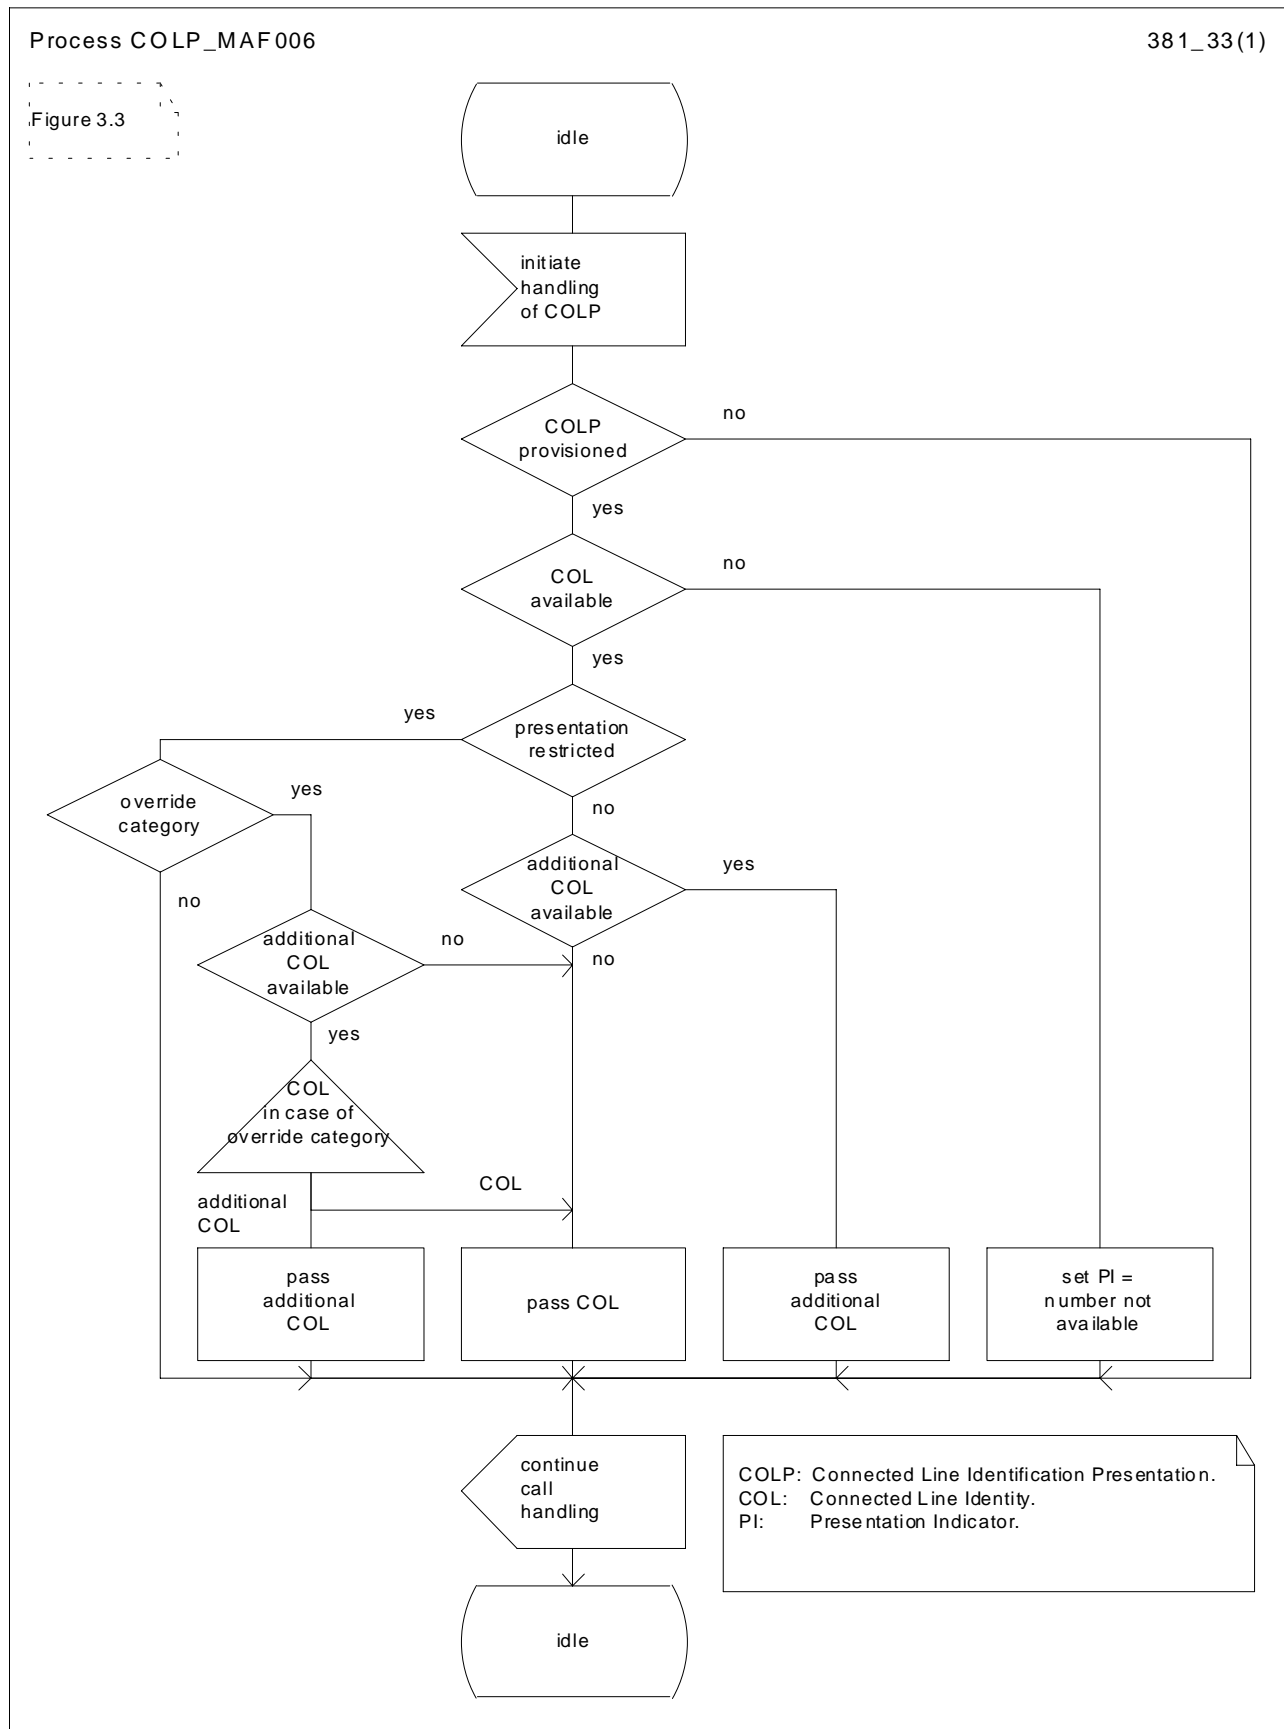 Process COLP_MAF006
381_33(1)
Figure 3.3
idle
initiate
handling
of COLP
COLP
provisioned
no
yes
COL
available
no
yes
presentation
restricted
yes
no
override
category
yes
no
additional
COL
available
yes
no
additional
COL
available
no
yes
COL
in case of
override category
COL
additional
COL
pass
additional
COL
pass COL
pass
additional
COL
set PI =
number not
available
continue
call
handling
COLP: Connected Line Identification Presentation.
COL: Connected Line Identity.
PI: Presentation Indicator.
idle